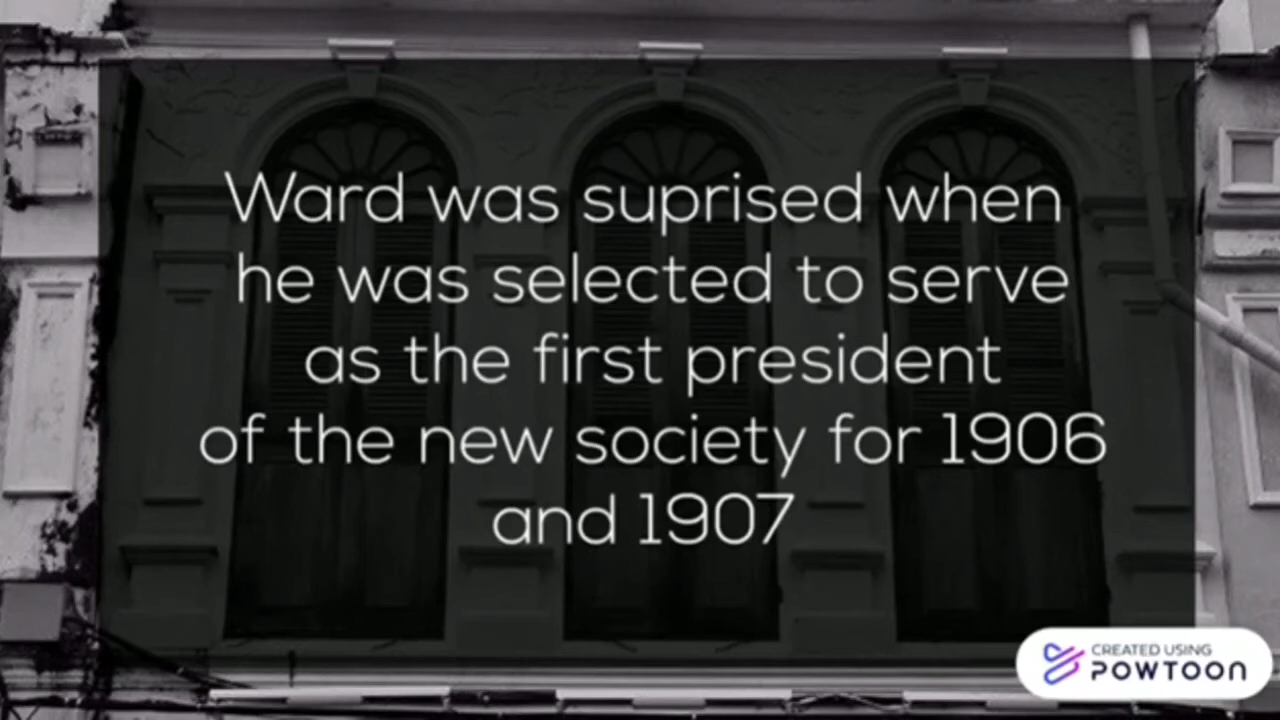 Ward was suprised when
he was selected to serve
as the first president
of the new society for 1906
and 1907
CREATED USING
POWTOON